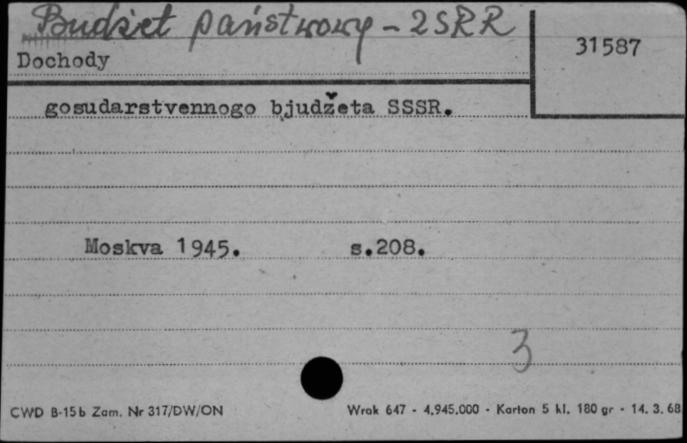 Budżet państwowy - ZSRR
31587
Dochody
gosudarstvennogo bjudžeta SSSR.
Moskva 1945. s.208.
3
CWD B-15b Zam. Nr 317/DW/ON Wrak 647 - 4.945.000 - Karton 5 kl. 180 gr - 14. 3. 68